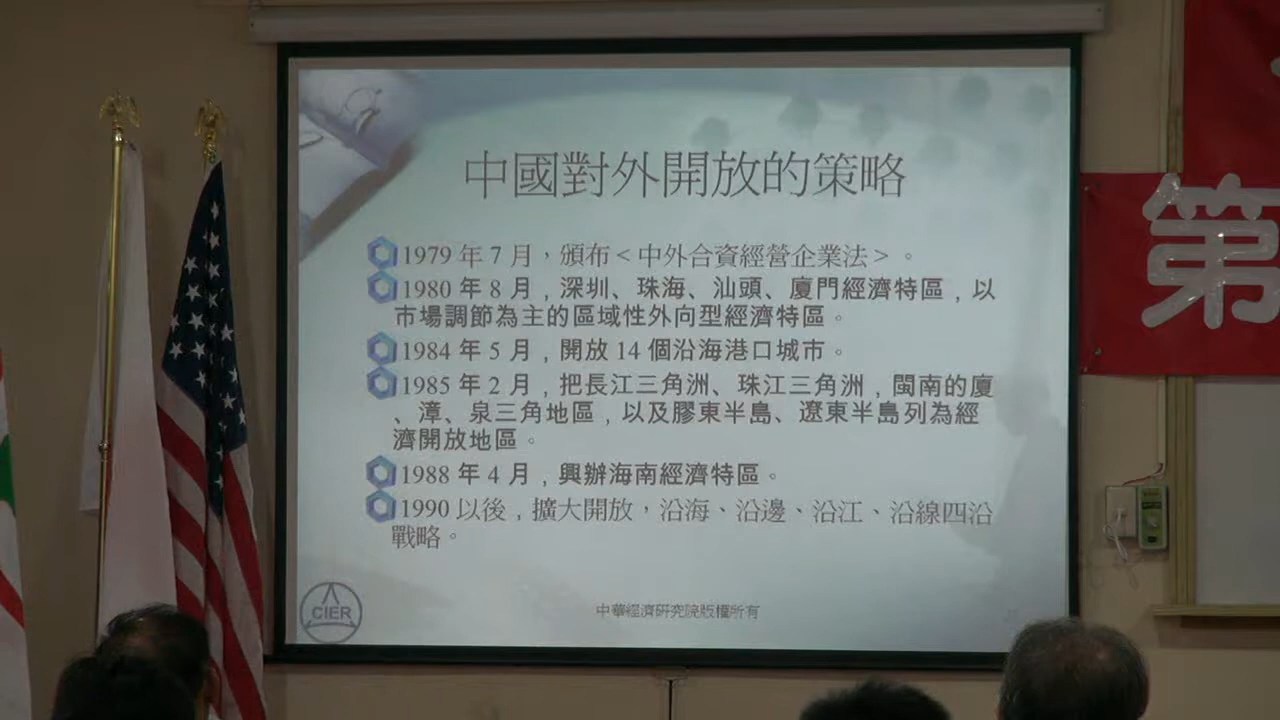 中國對外開放的策略
1979 年 7 月，頒布＜中外合資經營企業法＞。
1980 年 8 月，深圳、珠海、汕頭、廈門經濟特區，以
市場調節為主的區域性外向型經濟特區。
1984 年 5 月，開放 14 個沿海港口城市。
1985 年 2 月，把長江三角洲、珠江三角洲，閩南的廈
、漳、泉三角地區，以及膠東半島、遼東半島列為經
濟開放地區。
1988 年 4 月，興辦海南經濟特區。
1990 以後，擴大開放，沿海、沿邊、沿江、沿線四沿
戰略。
CIER
中華經濟研究院版權所有
第